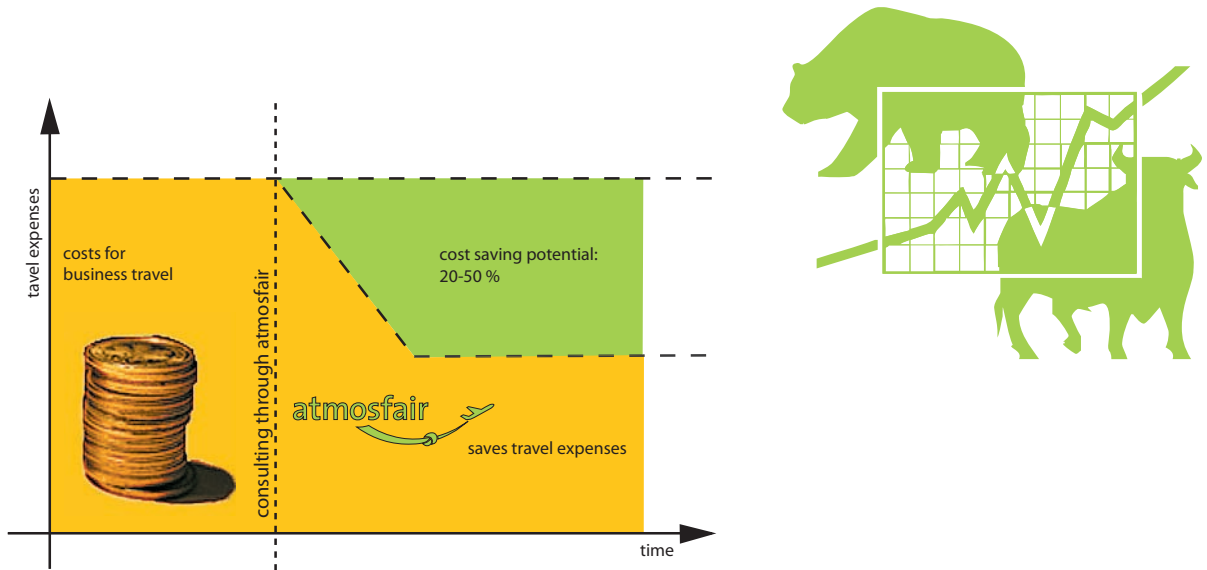 tavel expenses
costs for
business travel
consulting through atmosfair
cost saving potential:
20-50 %
atmosfair
saves travel expenses
time